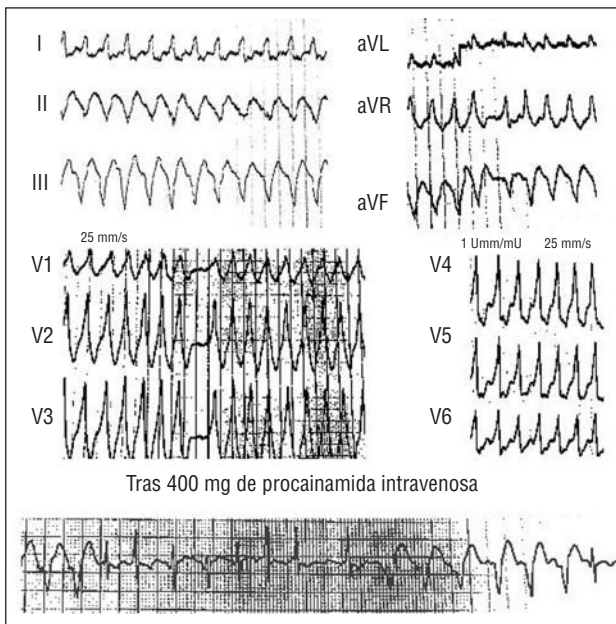 I
aVL
II
aVR
III
aVF
25 mm/s
1 Umm/mU 25 mm/s
V1
V4
V2
V5
V3
V6
Tras 400 mg de procainamida intravenosa